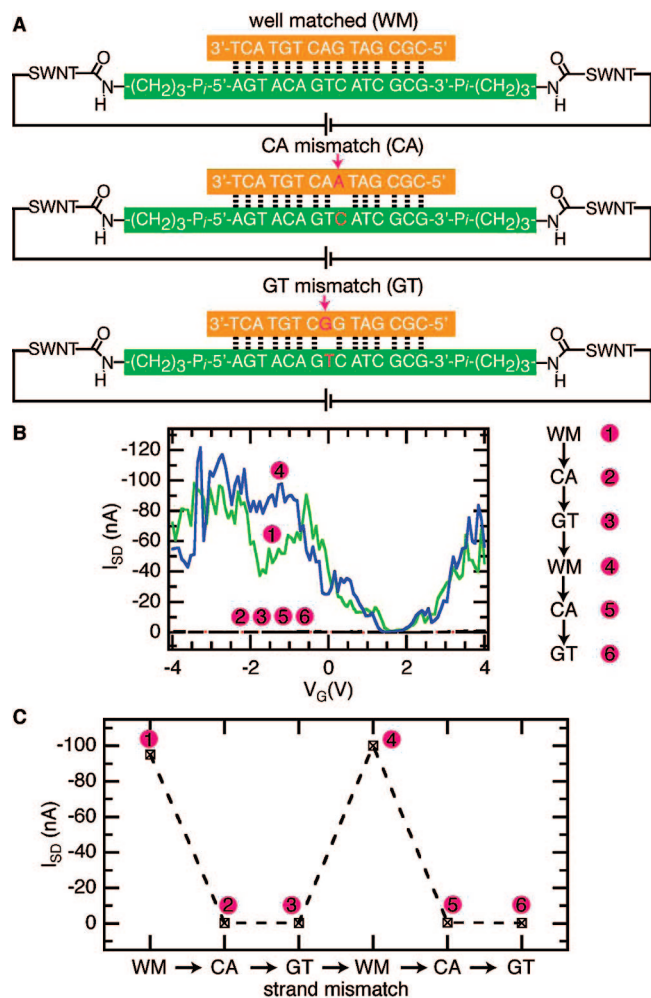 A
well matched (WM)
3'-TCA TGT CAG TAG CGC-5'
SWNT O N H -(CH2)3-Pi-5'-AGT ACA GTC ATC GCG-3'-Pi-(CH2)3- O N H SWNT
CA mismatch (CA)
3'-TCA TGT CAA TAG CGC-5'
SWNT O N H -(CH2)3-Pi-5'-AGT ACA GTC ATC GCG-3'-Pi-(CH2)3- O N H SWNT
GT mismatch (GT)
3'-TCA TGT CGG TAG CGC-5'
SWNT O N H -(CH2)3-Pi-5'-AGT ACA GTC ATC GCG-3'-Pi-(CH2)3- O N H SWNT
B
-120
-100
-80
-60
-40
-20
0
ISD (nA)
4
1
2 3 5 6
-4 -2 0 2 4
VG(V)
WM 1
CA 2
GT 3
WM 4
CA 5
GT 6
C
-100
-80
-60
-40
-20
0
ISD (nA)
1 4
2 3 5 6
WM CA GT WM CA GT
strand mismatch